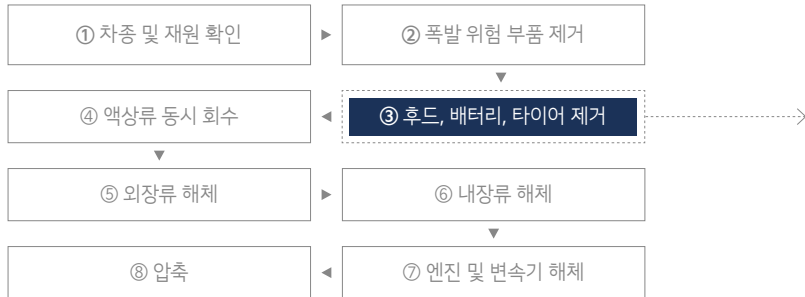 ① 차종 및 재원 확인
② 폭발 위험 부품 제거
④ 액상류 동시 회수
③ 후드, 배터리, 타이어 제거
⑤ 외장류 해체
⑥ 내장류 해체
⑧ 압축
⑦ 엔진 및 변속기 해체